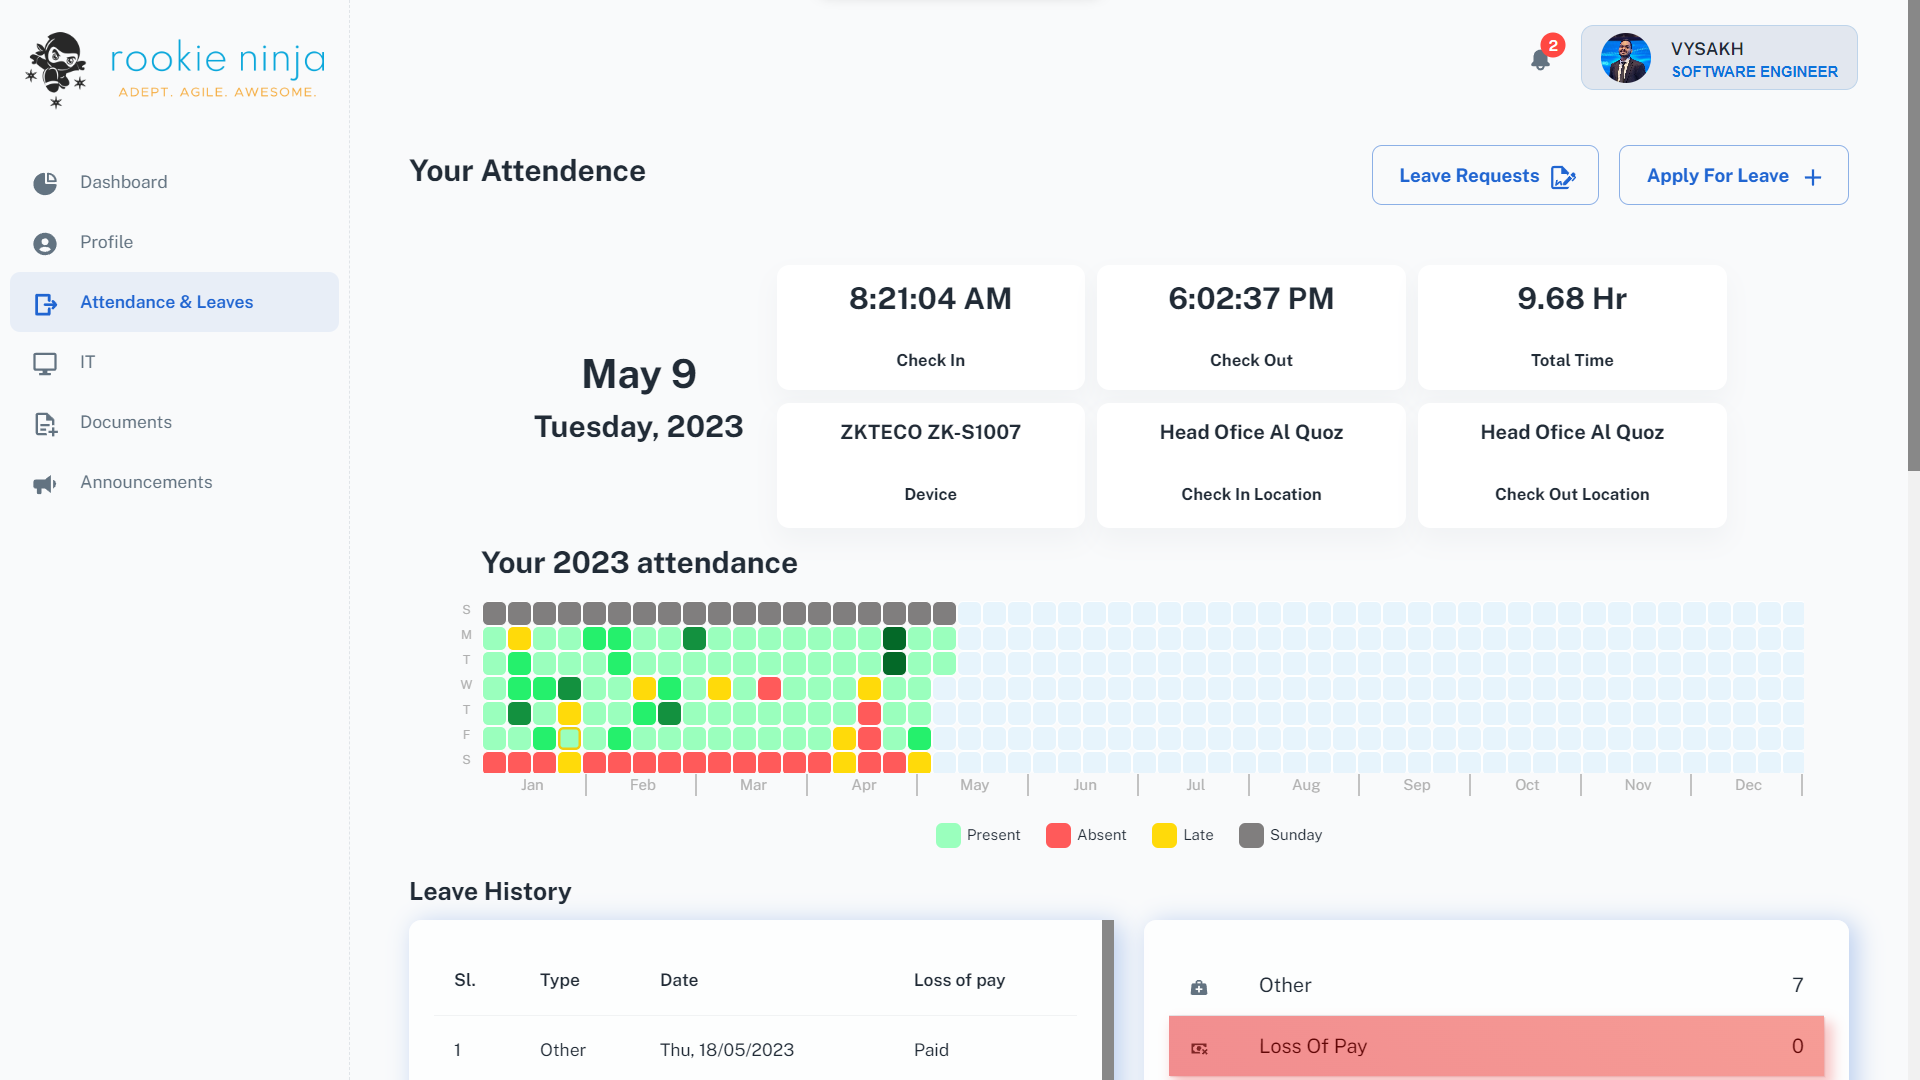 rookie ninja
ADEPT. AGILE. AWESOME.
2
VYSAKH
SOFTWARE ENGINEER
Dashboard
Profile
Attendance & Leaves
IT
Documents
Announcements
Your Attendence
Leave Requests
Apply For Leave
May 9
Tuesday, 2023
8:21:04 AM
Check In
6:02:37 PM
Check Out
9.68 Hr
Total Time
ZKTECO ZK-S1007
Device
Head Ofice Al Quoz
Check In Location
Head Ofice Al Quoz
Check Out Location
Your 2023 attendance
S
M
T
W
T
F
S
Jan Feb Mar Apr May Jun Jul Aug Sep Oct Nov Dec
Present Absent Late Sunday
Leave History
Sl. Type Date Loss of pay
1 Other Thu, 18/05/2023 Paid
Other 7
Loss Of Pay 0